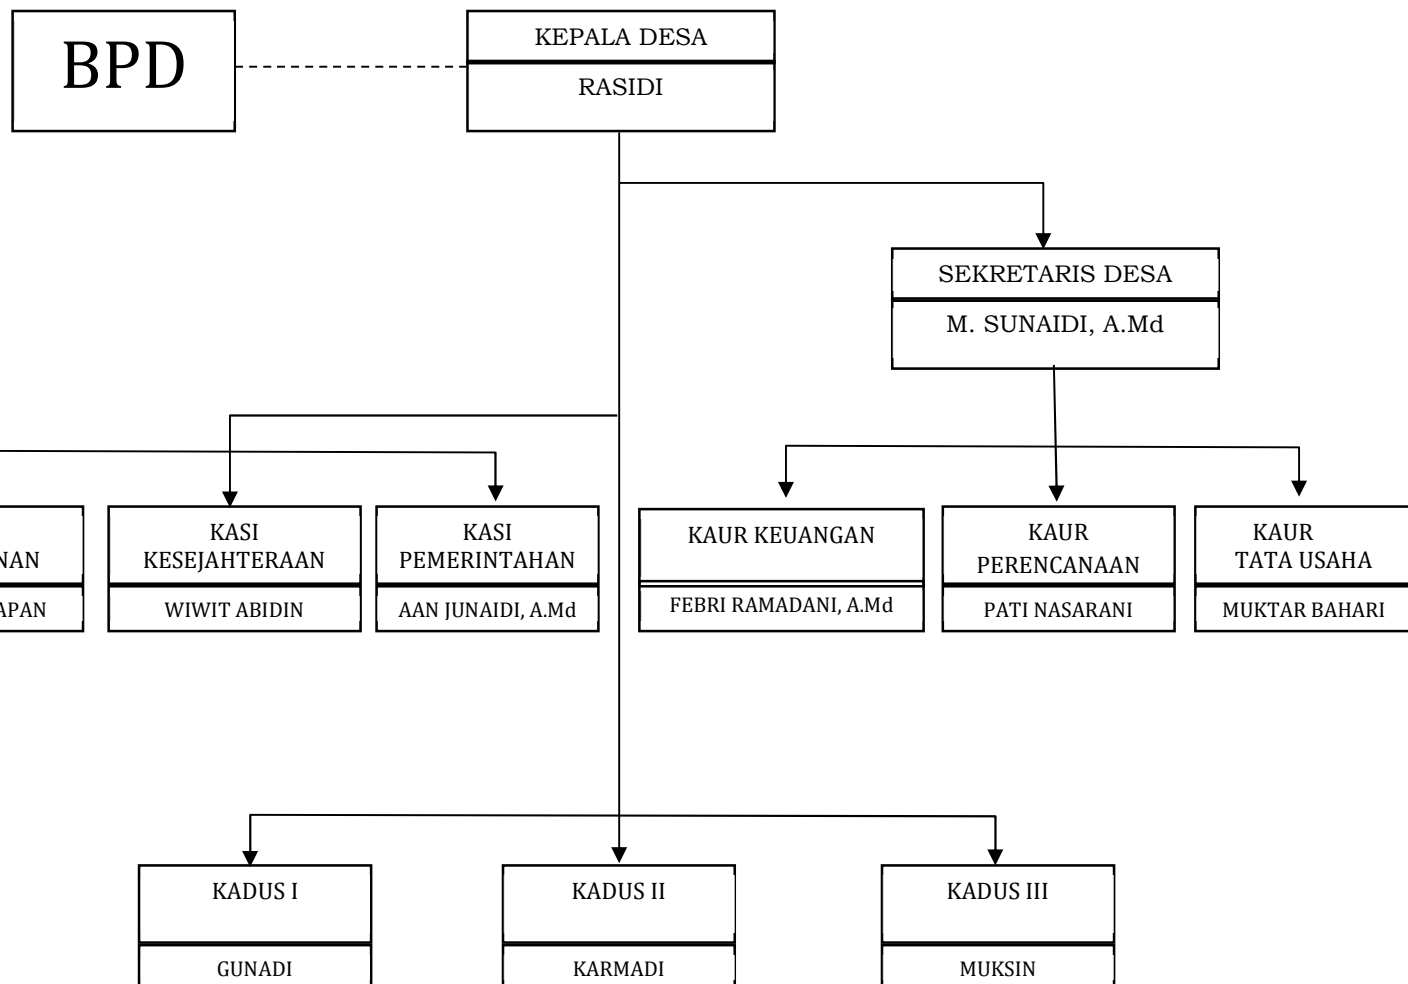 BPD
KEPALA DESA
RASIDI
SEKRETARIS DESA
M. SUNAIDI, A.Md
NAN
APAN
KASI
KESEJAHTERAAN
WIWIT ABIDIN
KASI
PEMERINTAHAN
AAN JUNAIDI, A.Md
KAUR KEUANGAN
FEBRI RAMADANI, A.Md
KAUR
PERENCANAAN
PATI NASARANI
KAUR
TATA USAHA
MUKTAR BAHARI
KADUS I
GUNADI
KADUS II
KARMADI
KADUS III
MUKSIN